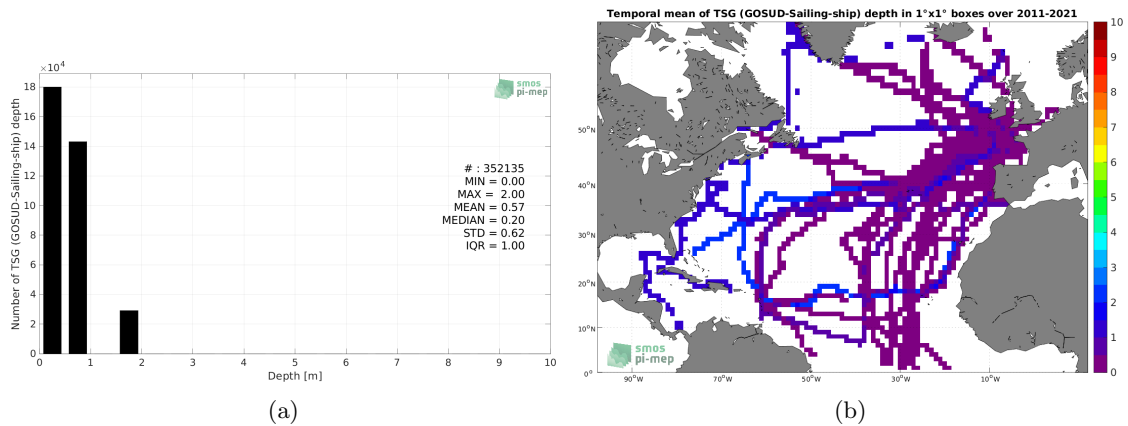 Temporal mean of TSG (GOSUD-Sailing-ship) depth in 1°x1° boxes over 2011-2021
×10⁴
18
16
14
12
10
8
6
4
2
0
Number of TSG (GOSUD-Sailing-ship) depth
smos
pi-mep
# : 352135
MIN = 0.00
MAX = 2.00
MEAN = 0.57
MEDIAN = 0.20
STD = 0.62
IQR = 1.00
0 1 2 3 4 5 6 7 8 9 10
Depth [m]
50°N
40°N
30°N
20°N
10°N
0°
smos
pi-mep
90°W 70°W 50°W 30°W 10°W
10
9
8
7
6
5
4
3
2
1
0
(a)
(b)